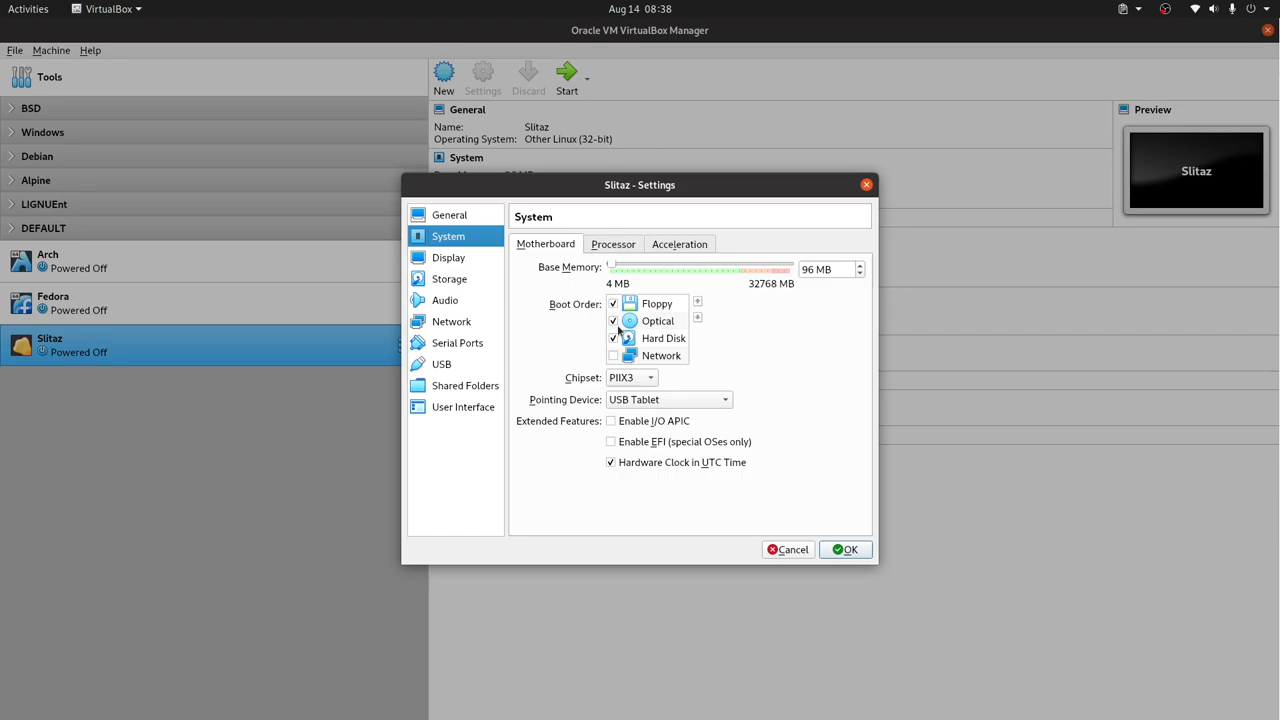 Activities VirtualBox Aug 14 08:38
Oracle VM VirtualBox Manager
File Machine Help
Tools
BSD
Windows
Debian
Alpine
LIGNUEnt
DEFAULT
Arch
Powered Off
Fedora
Powered Off
Slitaz
Powered Off
New Settings Discard Start
General
Name: Slitaz
Operating System: Other Linux (32-bit)
System
Preview
Slitaz
Slitaz - Settings
General
System
Display
Storage
Audio
Network
Serial Ports
USB
Shared Folders
User Interface
System
Motherboard Processor Acceleration
Base Memory: 96 MB
4 MB 32768 MB
Boot Order: Floppy
Optical
Hard Disk
Network
Chipset: PIIX3
Pointing Device: USB Tablet
Extended Features: Enable I/O APIC
Enable EFI (special OSes only)
Hardware Clock in UTC Time
Cancel OK